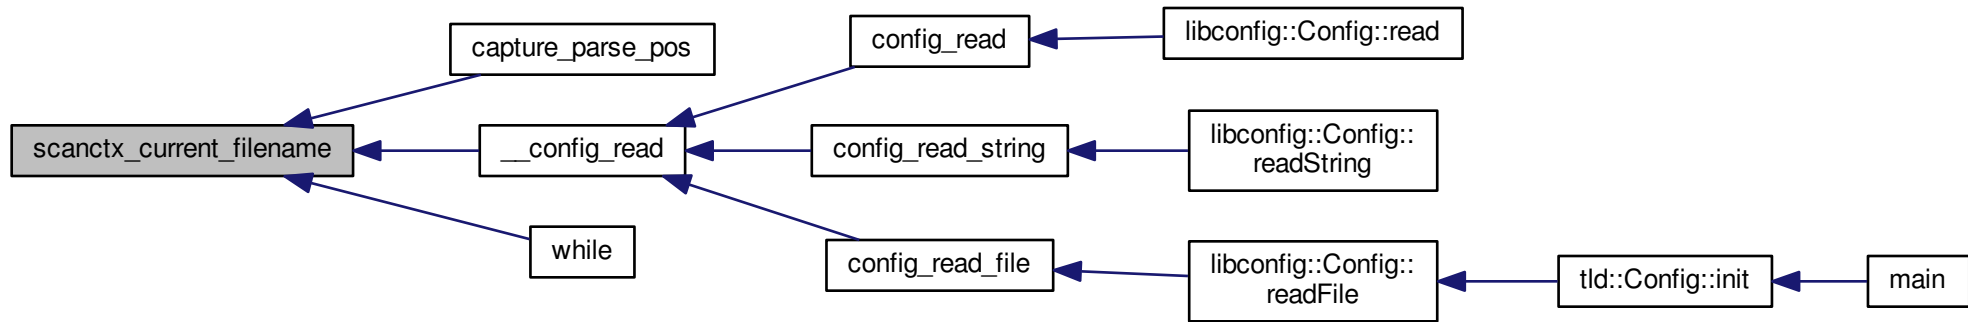 scanctx_current_filename
capture_parse_pos
__config_read
while
config_read
config_read_string
config_read_file
libconfig::Config::read
libconfig::Config::
readString
libconfig::Config::
readFile
tld::Config::init
main